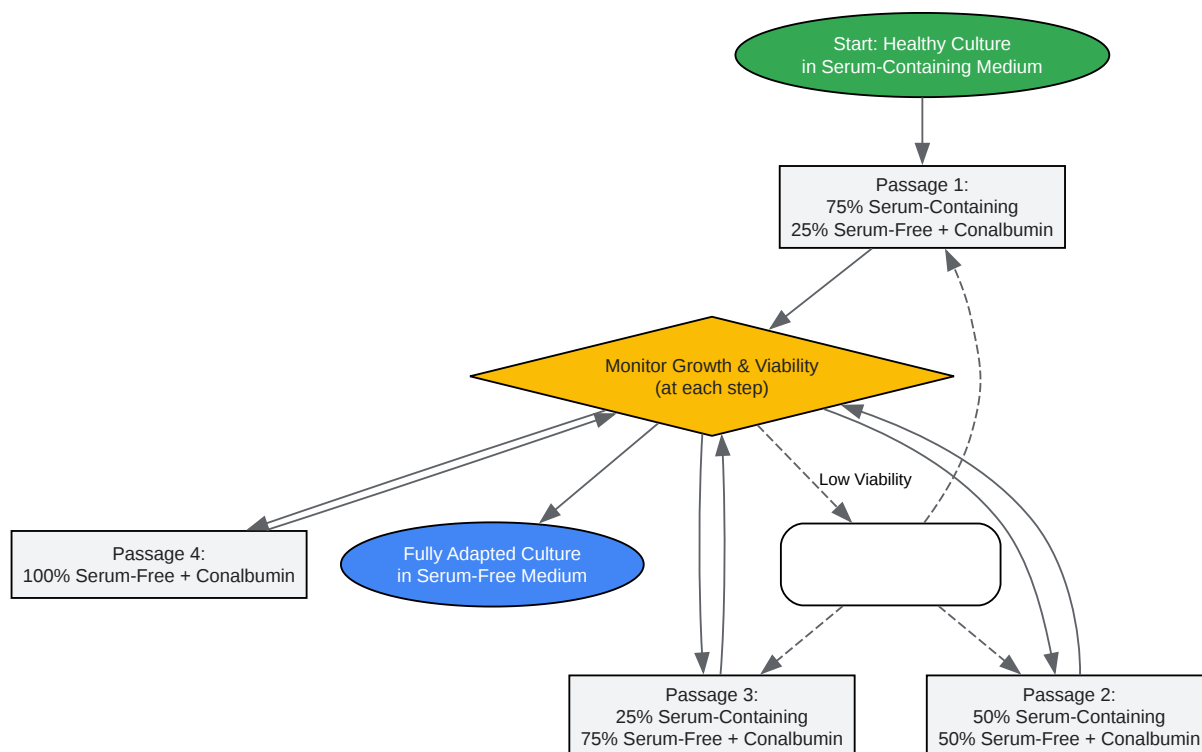 Start: Healthy Culture
in Serum-Containing Medium
Passage 1:
75% Serum-Containing
25% Serum-Free + Conalbumin
Monitor Growth & Viability
(at each step)
Low Viability
Passage 4:
100% Serum-Free + Conalbumin
Fully Adapted Culture
in Serum-Free Medium
Passage 3:
25% Serum-Containing
75% Serum-Free + Conalbumin
Passage 2:
50% Serum-Containing
50% Serum-Free + Conalbumin